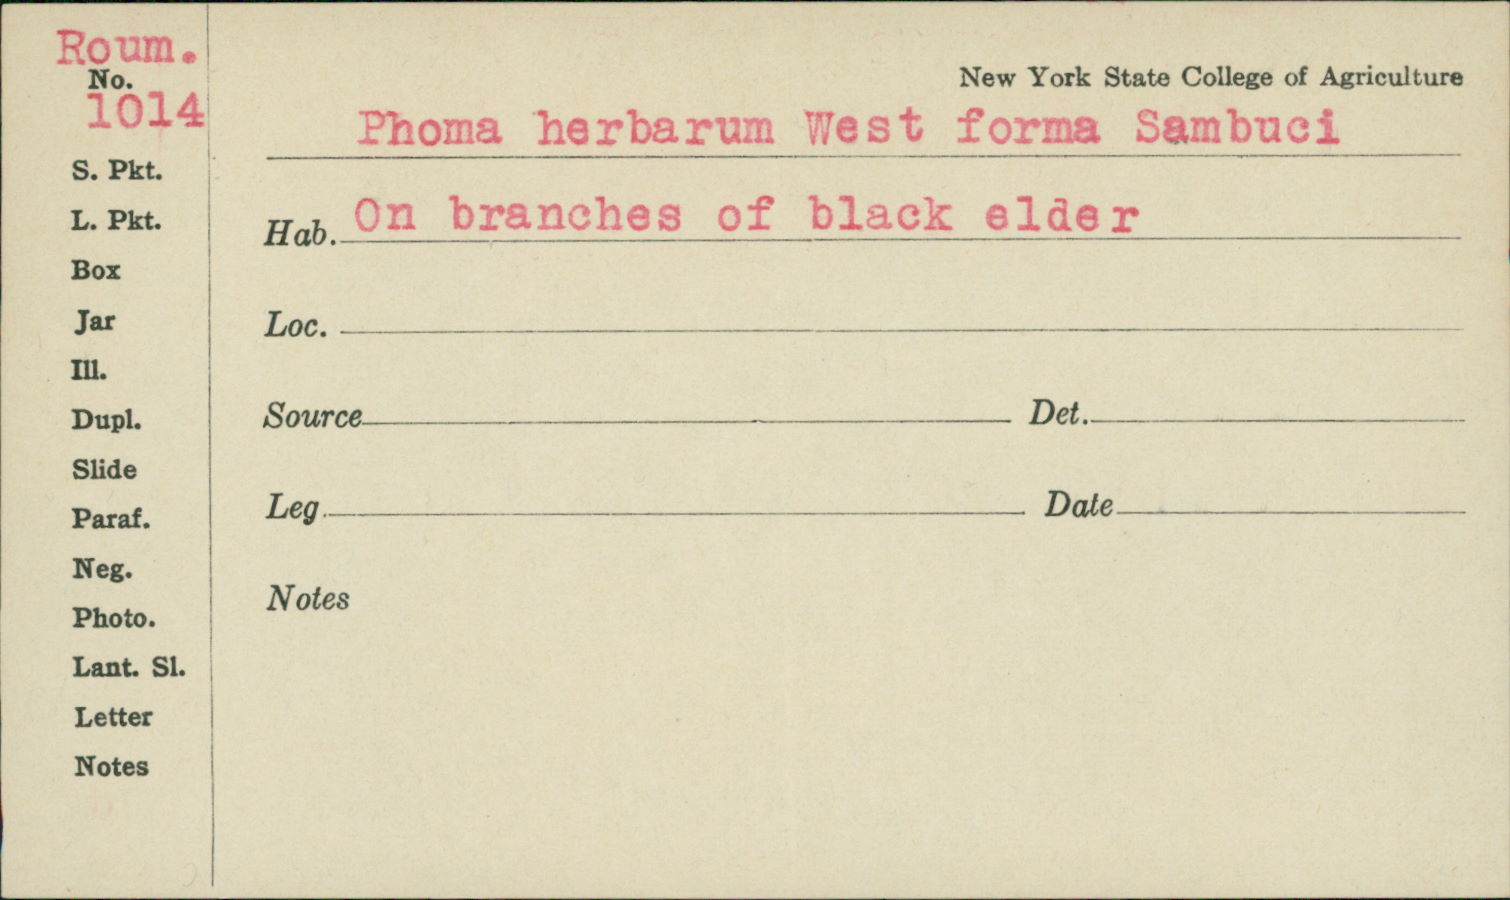 Roum.
No.
1014
S. Pkt.
L. Pkt.
Box
Jar
Ill.
Dupl.
Slide
Paraf.
Neg.
Photo.
Lant. Sl.
Letter
Notes
New York State College of Agriculture
Phoma herbarum West forma Sambuci
Hab. On branches of black elder
Loc.
Source Det.
Leg. Date
Notes